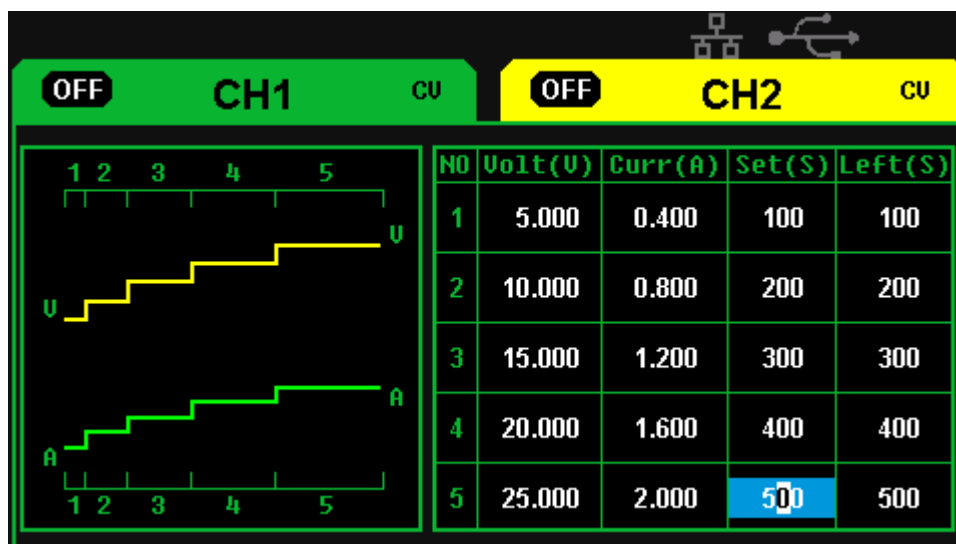 OFF CH1 CV OFF CH2 CV
1 2 3 4 5
V
V
A
A
1 2 3 4 5
NO Volt(V) Curr(A) Set(S) Left(S)
1 5.000 0.400 100 100
2 10.000 0.800 200 200
3 15.000 1.200 300 300
4 20.000 1.600 400 400
5 25.000 2.000 500 500